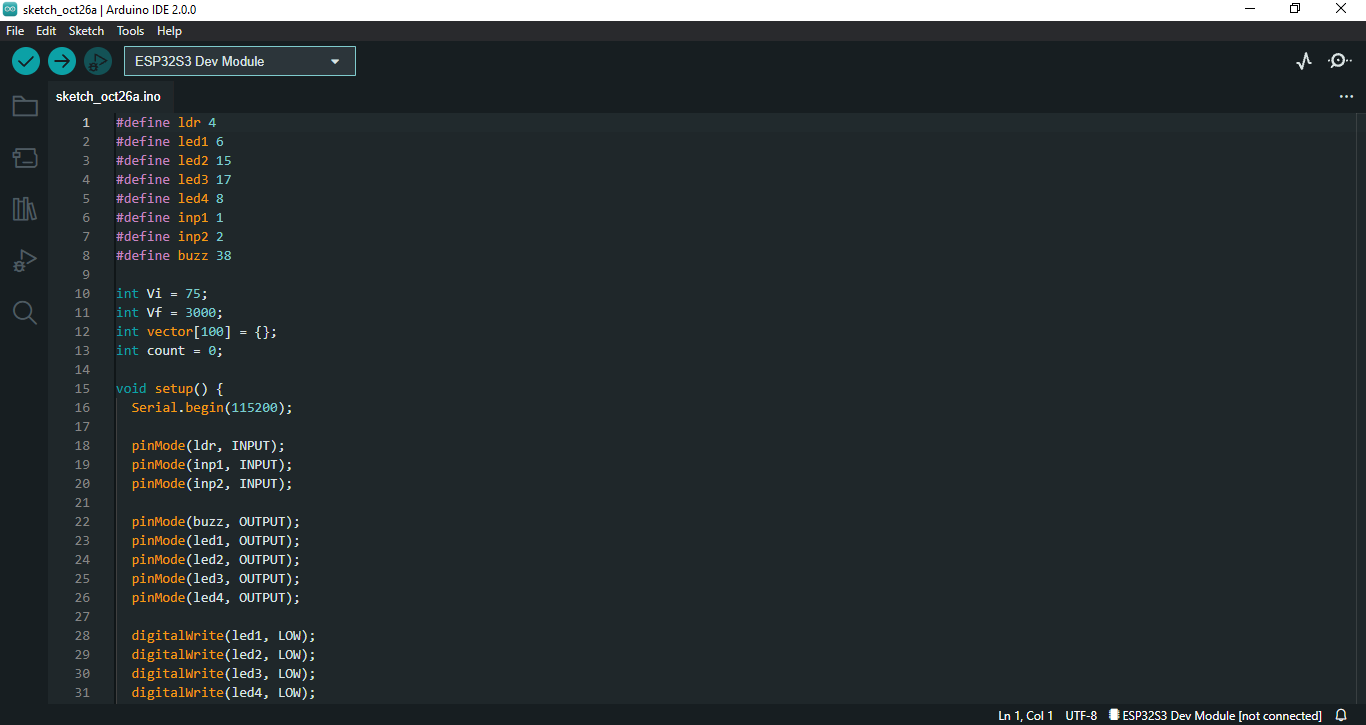 sketch_oct26a | Arduino IDE 2.0.0
File Edit Sketch Tools Help
ESP32S3 Dev Module
sketch_oct26a.ino
1 #define ldr 4
2 #define led1 6
3 #define led2 15
4 #define led3 17
5 #define led4 8
6 #define inp1 1
7 #define inp2 2
8 #define buzz 38
9
10 int Vi = 75;
11 int Vf = 3000;
12 int vector[100] = {};
13 int count = 0;
14
15 void setup() {
16 Serial.begin(115200);
17
18 pinMode(ldr, INPUT);
19 pinMode(inp1, INPUT);
20 pinMode(inp2, INPUT);
21
22 pinMode(buzz, OUTPUT);
23 pinMode(led1, OUTPUT);
24 pinMode(led2, OUTPUT);
25 pinMode(led3, OUTPUT);
26 pinMode(led4, OUTPUT);
27
28 digitalWrite(led1, LOW);
29 digitalWrite(led2, LOW);
30 digitalWrite(led3, LOW);
31 digitalWrite(led4, LOW);
Ln 1, Col 1 UTF-8 ESP32S3 Dev Module [not connected]